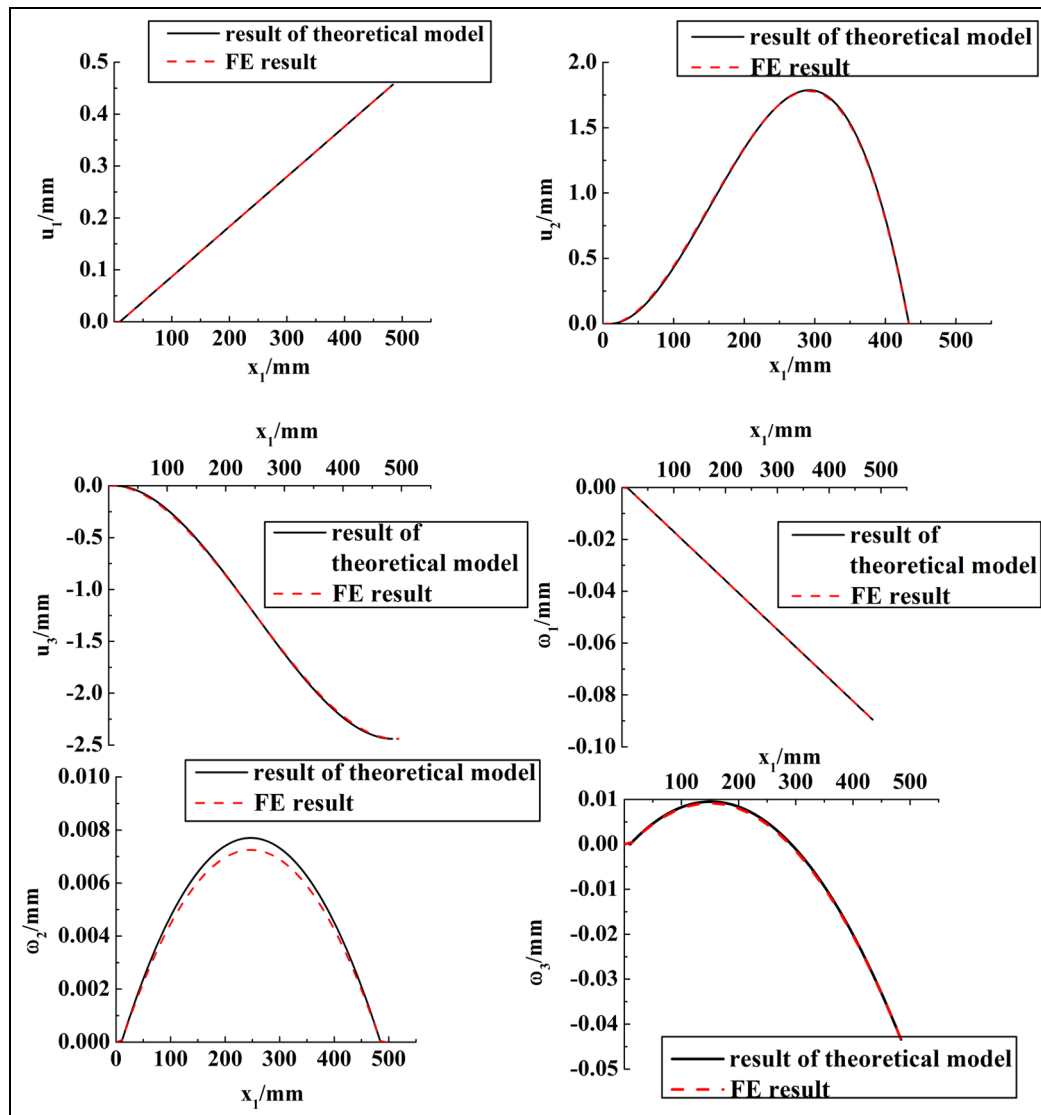 result of theoretical model
FE result
0.5
0.4
0.3
0.2
0.1
0.0
u1/mm
100 200 300 400 500
x1/mm
result of theoretical model
FE result
2.0
1.5
1.0
0.5
0.0
u2/mm
0 100 200 300 400 500
x1/mm
x1/mm
100 200 300 400 500
0.0
-0.5
-1.0
-1.5
-2.0
-2.5
u3/mm
result of
theoretical model
FE result
x1/mm
100 200 300 400 500
0.00
-0.02
-0.04
-0.06
-0.08
-0.10
ω1/mm
result of
theoretical model
FE result
result of theoretical model
FE result
0.010
0.008
0.006
0.004
0.002
0.000
ω2/mm
0 100 200 300 400 500
x1/mm
x1/mm
100 200 300 400 500
0.01
0.00
-0.01
-0.02
-0.03
-0.04
-0.05
ω3/mm
result of theoretical model
FE result